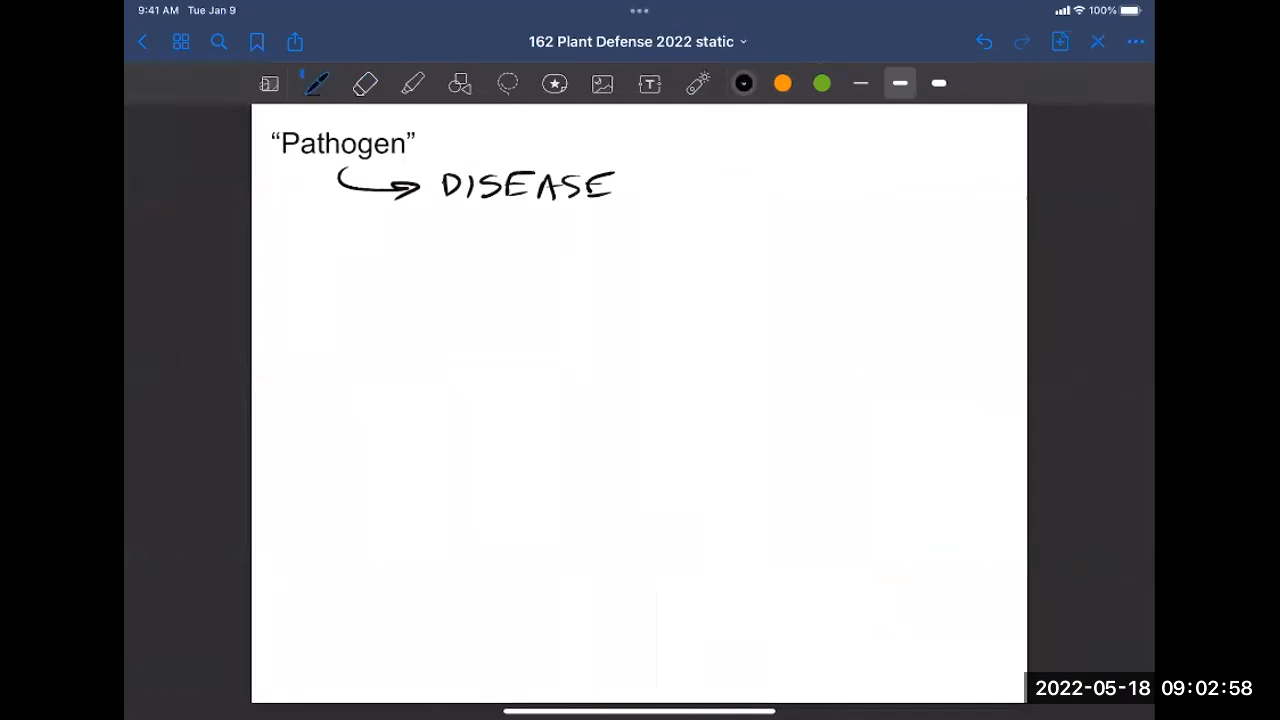 9:41 AM Tue Jan 9
100%
162 Plant Defense 2022 static
T
“Pathogen”
DISEASE
2022-05-18 09:02:58